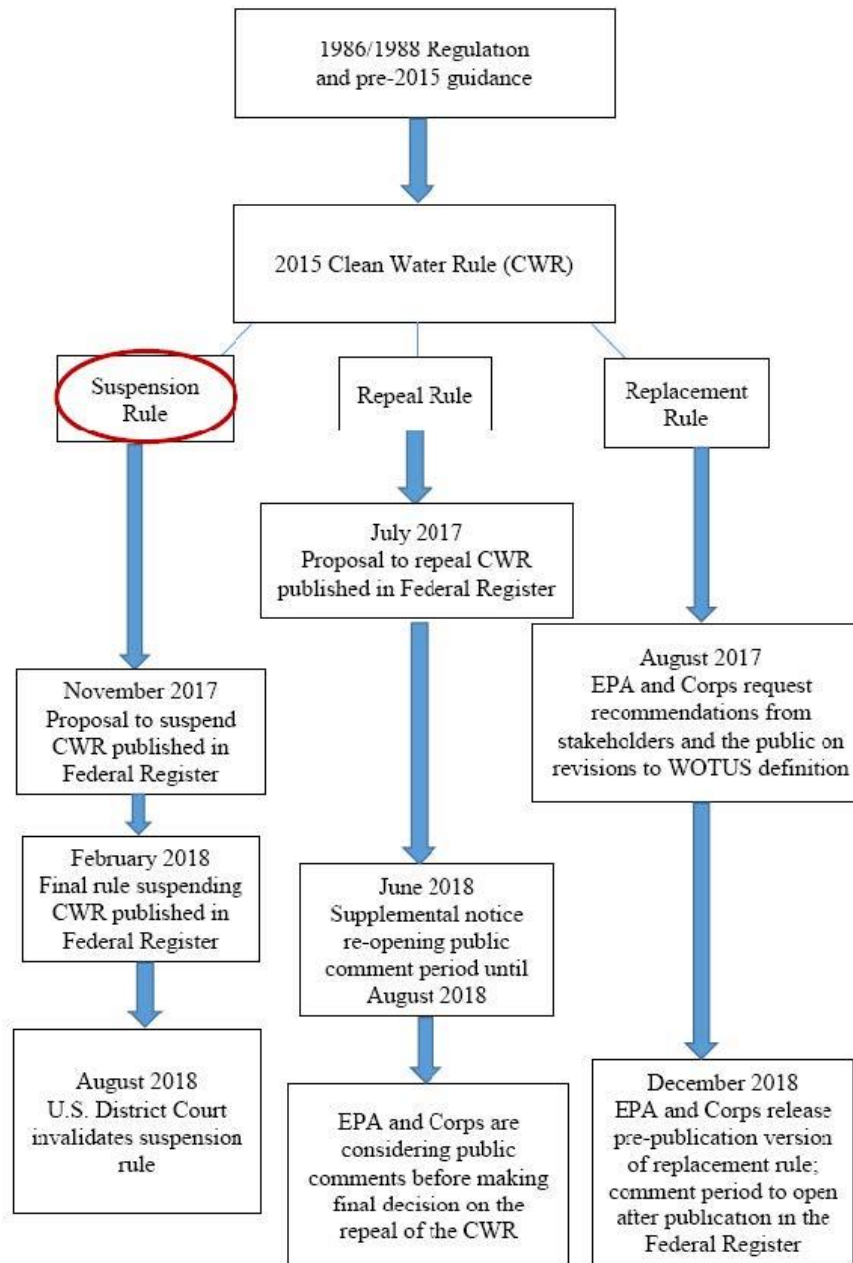 1986/1988 Regulation
and pre-2015 guidance
2015 Clean Water Rule (CWR)
Suspension
Rule
Repeal Rule
Replacement
Rule
July 2017
Proposal to repeal CWR
published in Federal Register
August 2017
EPA and Corps request
recommendations from
stakeholders and the public on
revisions to WOTUS definition
November 2017
Proposal to suspend
CWR published in
Federal Register
February 2018
Final rule suspending
CWR published in
Federal Register
June 2018
Supplemental notice
re-opening public
comment period until
August 2018
August 2018
U.S. District Court
invalidates suspension
rule
EPA and Corps are
considering public
comments before making
final decision on the
repeal of the CWR
December 2018
EPA and Corps release
pre-publication version
of replacement rule;
comment period to open
after publication in the
Federal Register